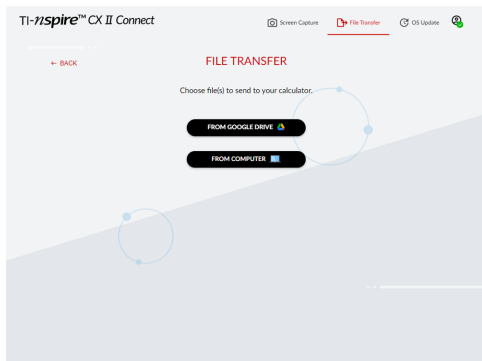 TI-nspire™ CX II Connect
Screen Capture
File Transfer
OS Update
← BACK
FILE TRANSFER
Choose file(s) to send to your calculator.
FROM GOOGLE DRIVE
FROM COMPUTER